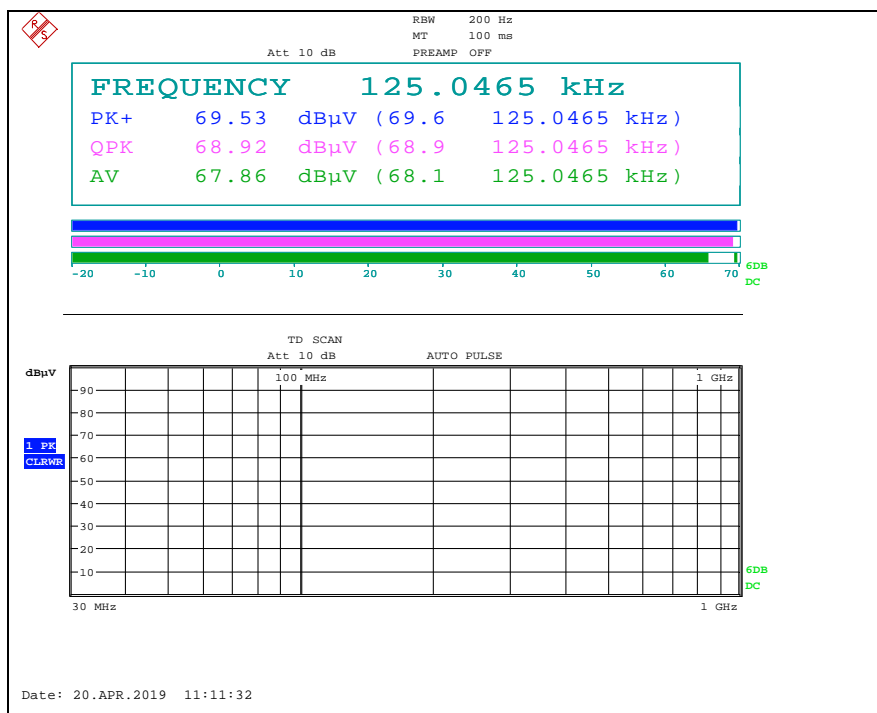 R
S
RBW 200 Hz
MT 100 ms
Att 10 dB PREAMP OFF
FREQUENCY 125.0465 kHz
PK+ 69.53 dBµV (69.6 125.0465 kHz)
QPK 68.92 dBµV (68.9 125.0465 kHz)
AV 67.86 dBµV (68.1 125.0465 kHz)
-20 -10 0 10 20 30 40 50 60 70
6DB
DC
TD SCAN
Att 10 dB AUTO PULSE
dBµV
100 MHz 1 GHz
90
80
70
1 PK
60
CLRWR
50
40
30
20
10
6DB
DC
30 MHz 1 GHz
Date: 20.APR.2019 11:11:32